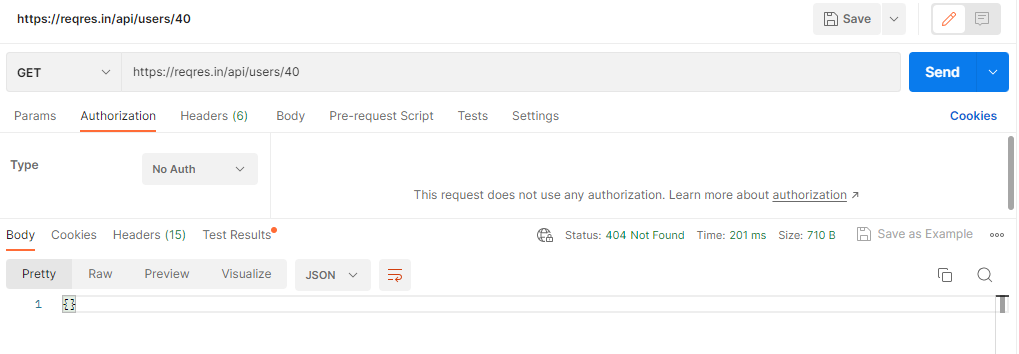 https://reqres.in/api/users/40 Save
GET https://reqres.in/api/users/40 Send
Params Authorization Headers (6) Body Pre-request Script Tests Settings Cookies
Type No Auth
This request does not use any authorization. Learn more about authorization ↗
Body Cookies Headers (15) Test Results Status: 404 Not Found Time: 201 ms Size: 710 B Save as Example
Pretty Raw Preview Visualize JSON
1 {}